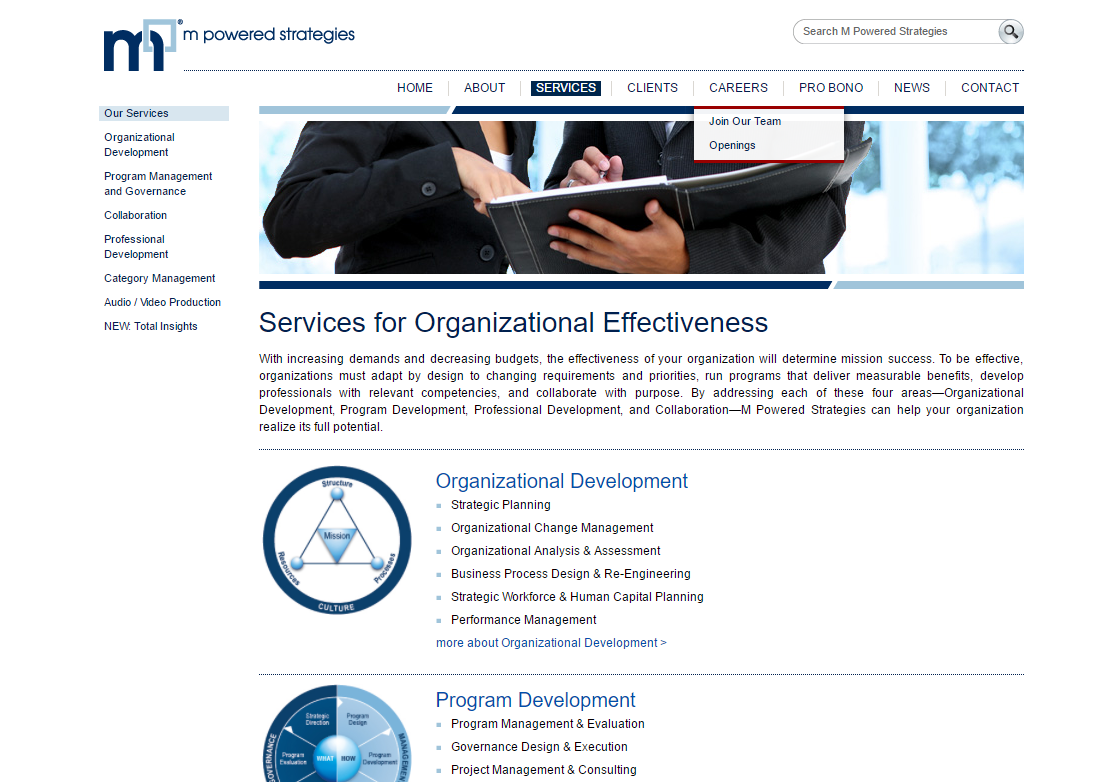 m powered strategies
Search M Powered Strategies
HOME
ABOUT
SERVICES
CLIENTS
CAREERS
PRO BONO
NEWS
CONTACT
Join Our Team
Openings
Our Services
Organizational
Development
Program Management
and Governance
Collaboration
Professional
Development
Category Management
Audio / Video Production
NEW: Total Insights
Services for Organizational Effectiveness
With increasing demands and decreasing budgets, the effectiveness of your organization will determine mission success. To be effective,
organizations must adapt by design to changing requirements and priorities, run programs that deliver measurable benefits, develop
professionals with relevant competencies, and collaborate with purpose. By addressing each of these four areas—Organizational
Development, Program Development, Professional Development, and Collaboration—M Powered Strategies can help your organization
realize its full potential.
Structure
Mission
Resources
Processes
CULTURE
Organizational Development
Strategic Planning
Organizational Change Management
Organizational Analysis & Assessment
Business Process Design & Re-Engineering
Strategic Workforce & Human Capital Planning
Performance Management
more about Organizational Development >
Strategic
Direction
Program
Design
Program
Evaluation
WHAT
HOW
Program
Development
GOVERNANCE
MANAGEMENT
Program Development
Program Management & Evaluation
Governance Design & Execution
Project Management & Consulting